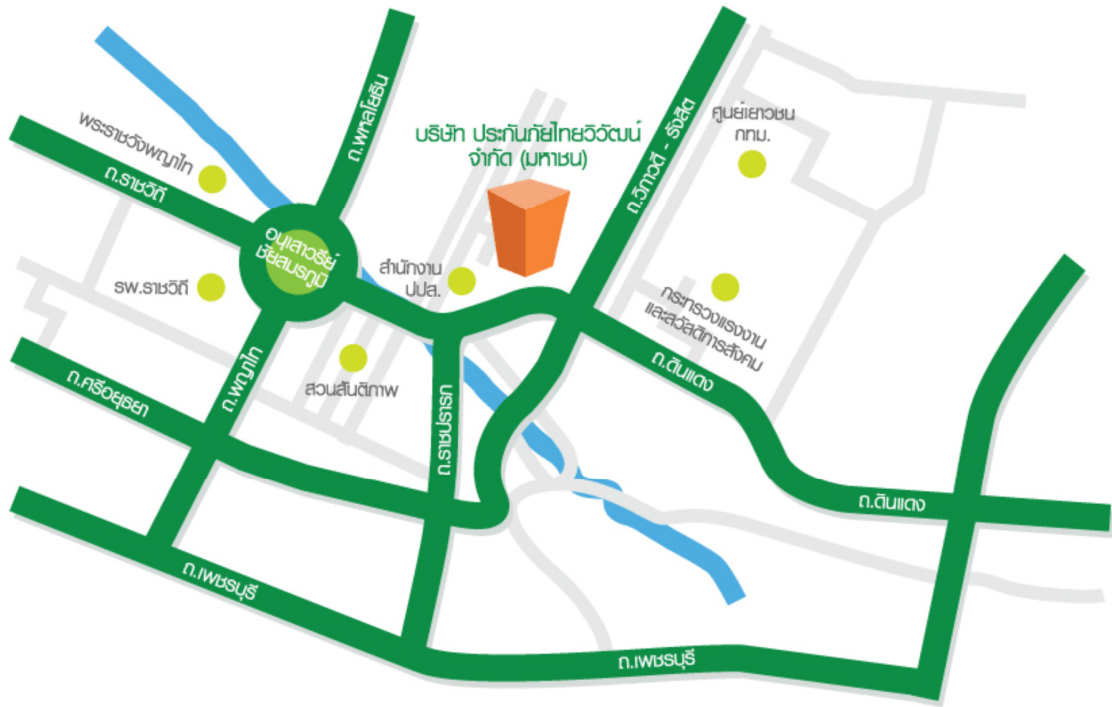 ถ.พหลโยธิน
ถ.วิภาวดี - รังสิต
ศูนย์เยาวชน
กทม.
พระราชวังพญาไท
บริษัท ประกันภัยไทยวิวัฒน์
จำกัด (มหาชน)
ถ.ราชวิถี
อนุเสาวรีย์
ชัยสมรภูมิ
สำนักงาน
ปปส.
รพ.ราชวิถี
กระทรวงแรงงาน
และสวัสดิการสังคม
ถ.พญาไท
สวนสันติภาพ
ถ.ดินแดง
ถ.ศรีอยุธยา
ถ.ราชปรารภ
ถ.ดินแดง
ถ.เพชรบุรี
ถ.เพชรบุรี